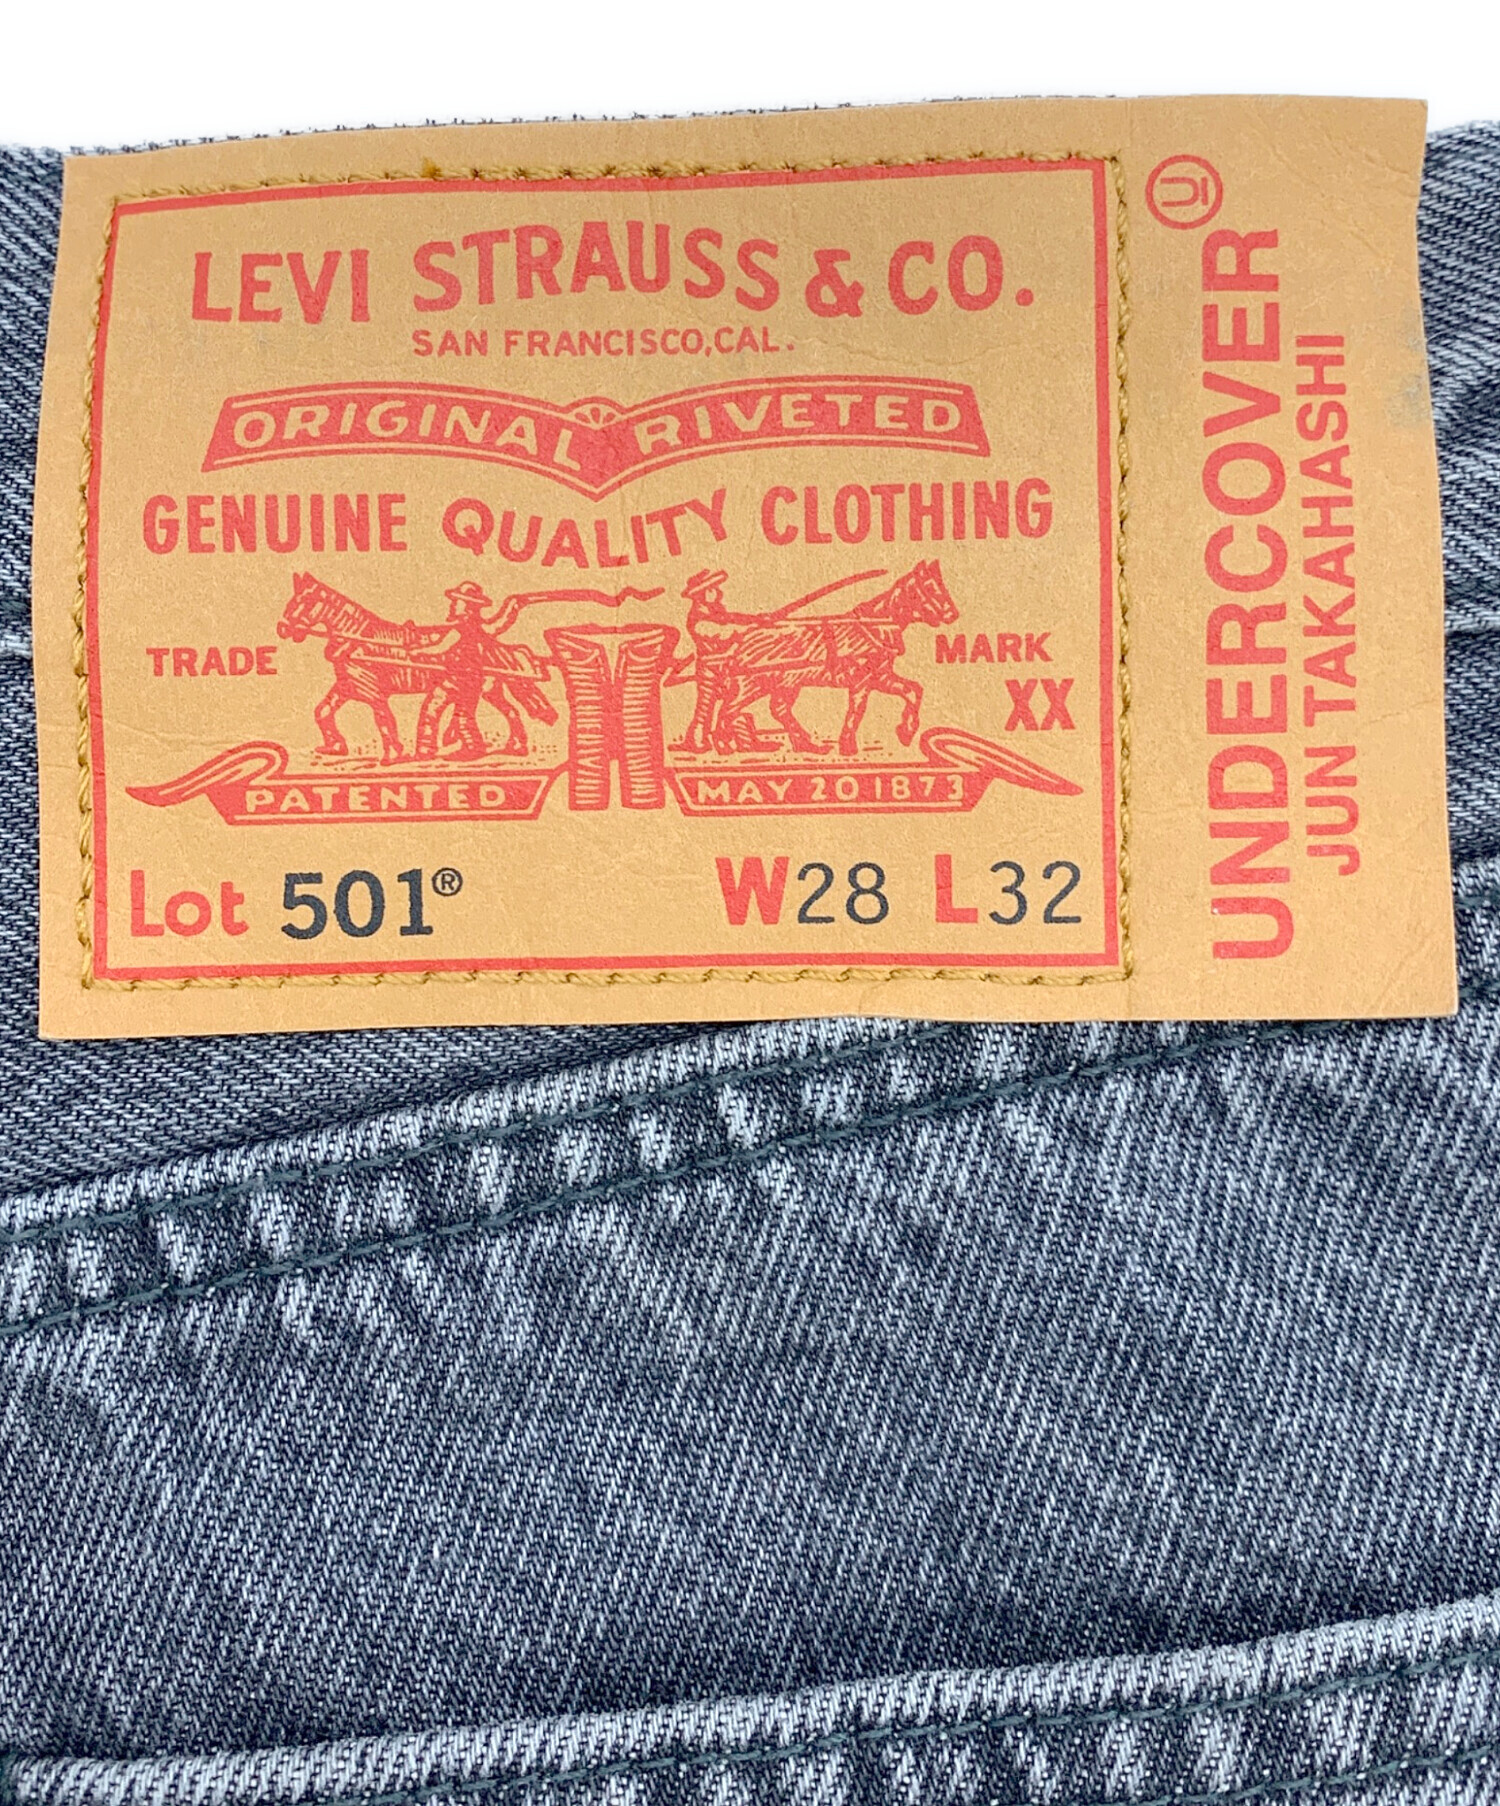 LEVI STRAUSS & CO.
SAN FRANCISCO, CAL.
ORIGINAL RIVETED
GENUINE QUALITY CLOTHING
TRADE MARK
XX
PATENTED MAY 20 1873
Lot 501® W28 L32
U
UNDERCOVER
JUN TAKAHASHI